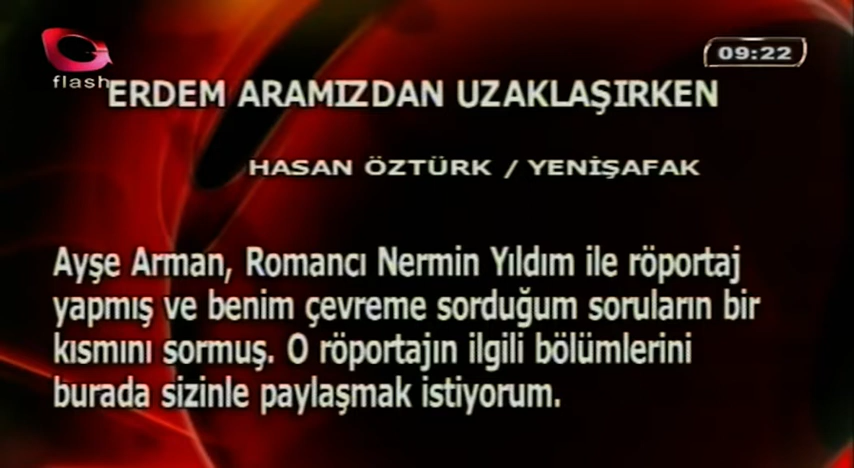 flash
09:22
ERDEM ARAMIZDAN UZAKLAŞIRKEN
HASAN ÖZTÜRK / YENİŞAFAK
Ayşe Arman, Romancı Nermin Yıldım ile röportaj
yapmış ve benim çevreme sorduğum soruların bir
kısmını sormuş. O röportajın ilgili bölümlerini
burada sizinle paylaşmak istiyorum.